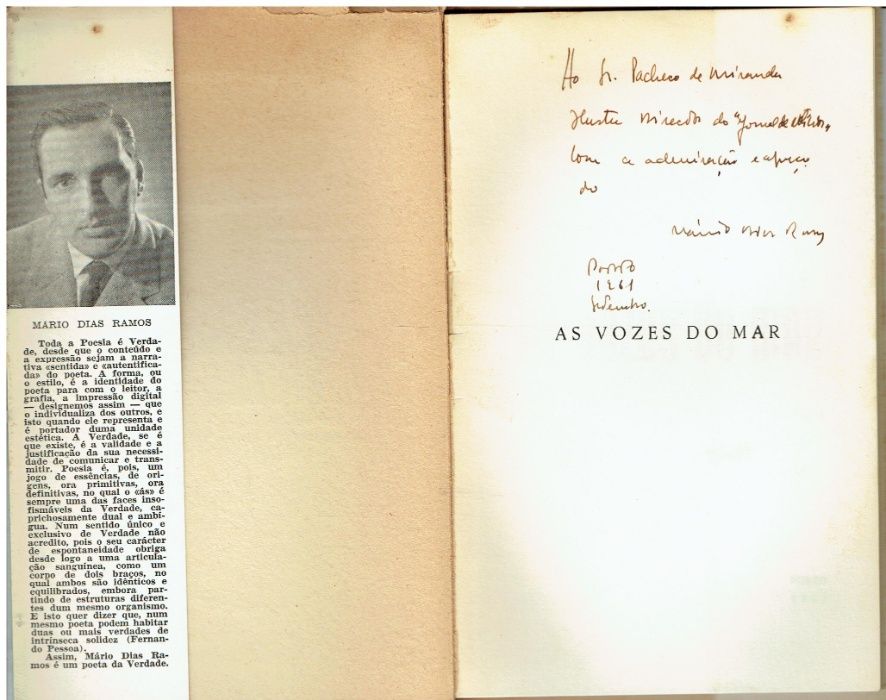 MÁRIO DIAS RAMOS
Toda a Poesia é Verda-
de, desde que o conteúdo e
a expressão sejam a narra-
tiva «sentida» e «autentifica-
da» do poeta. A forma, ou
o estilo, é a identidade do
poeta para com o leitor, a
grafia, a impressão digital
— designemos assim — que
o individualiza dos outros, e
isto quando ele representa e
é portador duma unidade
estética. A Verdade, se é
que existe, é a validade e a
justificação da sua necessi-
dade de comunicar e trans-
mitir. Poesia é, pois, um
jogo de essências, de ori-
gens, ora primitivas, ora
definitivas, no qual o «ás» é
sempre uma das faces inso-
fismáveis da Verdade, ca-
prichosamente dual e ambí-
gua. Num sentido único e
exclusivo de Verdade não
acredito, pois o seu carácter
de espontaneidade obriga
desde logo a uma articula-
ção sanguínea, como um
corpo de dois braços, no
qual ambos são idênticos e
equilibrados, embora par-
tindo de estruturas diferen-
tes dum mesmo organismo.
E isto quer dizer que, num
mesmo poeta podem habitar
duas ou mais verdades de
intrínseca solidez (Fernan-
do Pessoa).
Assim, Mário Dias Ra-
mos é um poeta da Verdade.
Ao Sr. Pacheco de Miranda
Ilustre Director do "Jornal de Notícias"
Com a admiração e apreço
do
Mário Dias Ramos
Porto
1961
Setembro.
AS VOZES DO MAR